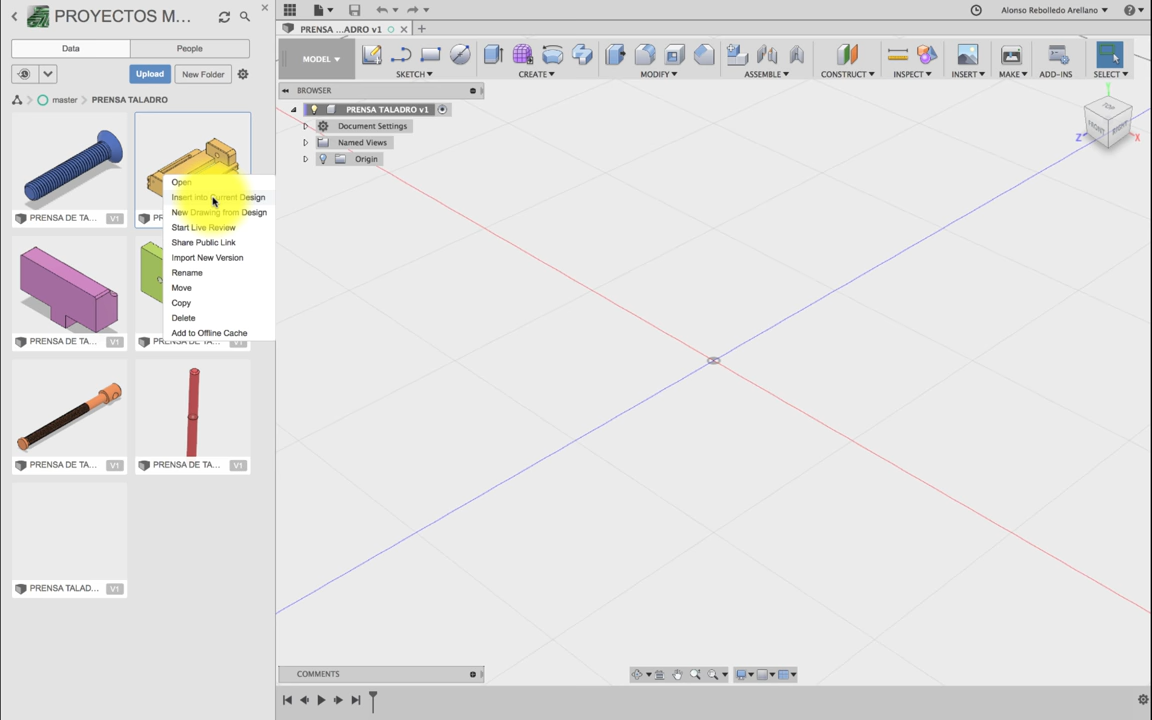 PROYECTOS M...
Data
People
Upload
New Folder
master
PRENSA TALADRO
PRENSA DE TA...
V1
Open
Insert into Current Design
New Drawing from Design
Start Live Review
Share Public Link
Import New Version
Rename
Move
Copy
Delete
Add to Offline Cache
PRENSA DE TA...
V1
PRENSA DE TA...
V1
PRENSA DE TA...
V1
PRENSA TALAD...
V1
Alonso Rebolledo Arellano
PRENSA ...ADRO v1
MODEL
SKETCH
CREATE
MODIFY
ASSEMBLE
CONSTRUCT
INSPECT
INSERT
MAKE
ADD-INS
SELECT
BROWSER
PRENSA TALADRO v1
Document Settings
Named Views
Origin
TOP
FRONT
RIGHT
Y
Z
X
COMMENTS